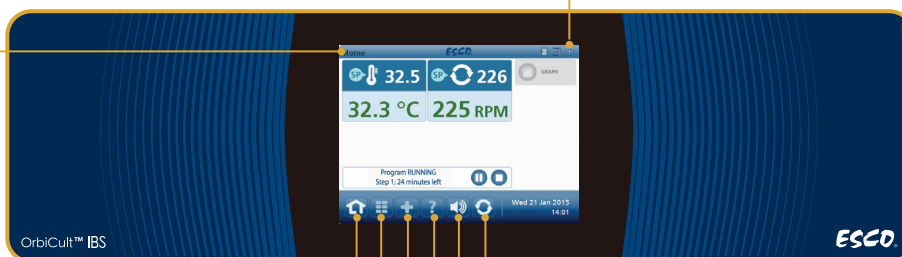 Home ESCO
SP 32.5 SP 226 GRAPH
32.3 °C 225 RPM
Program RUNNING
Step 1; 24 minutes left
?
Wed 21 Jan 2015
14:01
OrbiCult™ IBS
ESCO®